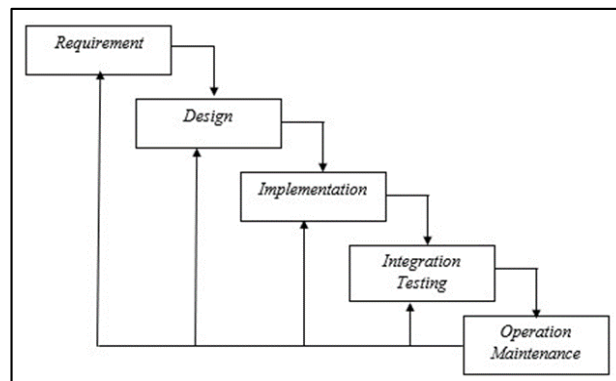 Requirement
Design
Implementation
Integration
Testing
Operation
Maintenance